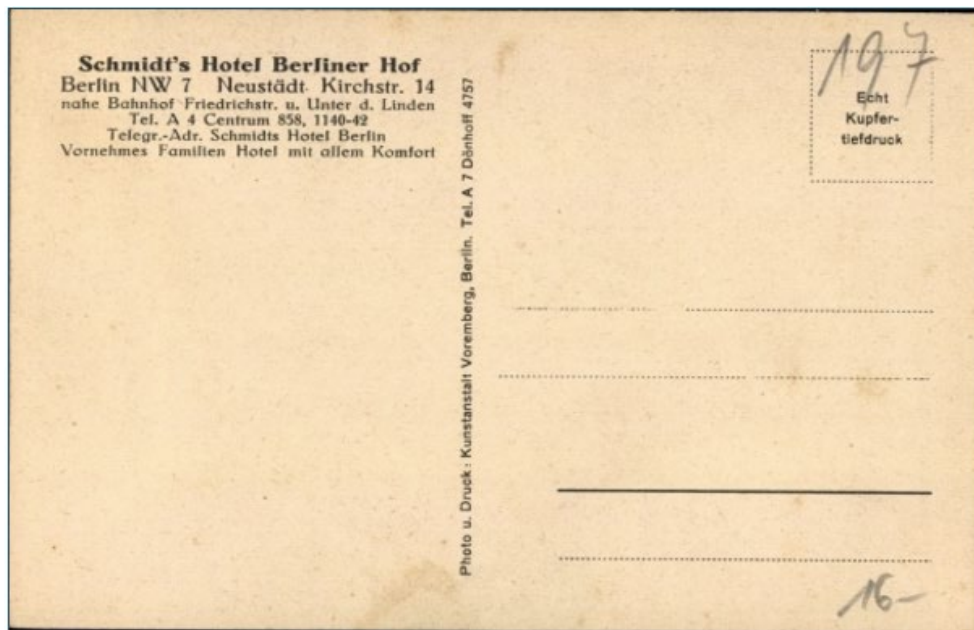 Schmidt's Hotel Berliner Hof
Berlin NW 7 Neustädt. Kirchstr. 14
nahe Bahnhof Friedrichstr. u. Unter d. Linden
Tel. A 4 Centrum 858, 1140-42
Telegr.-Adr. Schmidts Hotel Berlin
Vornehmes Familien Hotel mit allem Komfort
Photo u. Druck: Kunstanstalt Voremberg, Berlin. Tel. A 7 Dönhoff 4757
197
Echt
Kupfer-
tiefdruck
16-